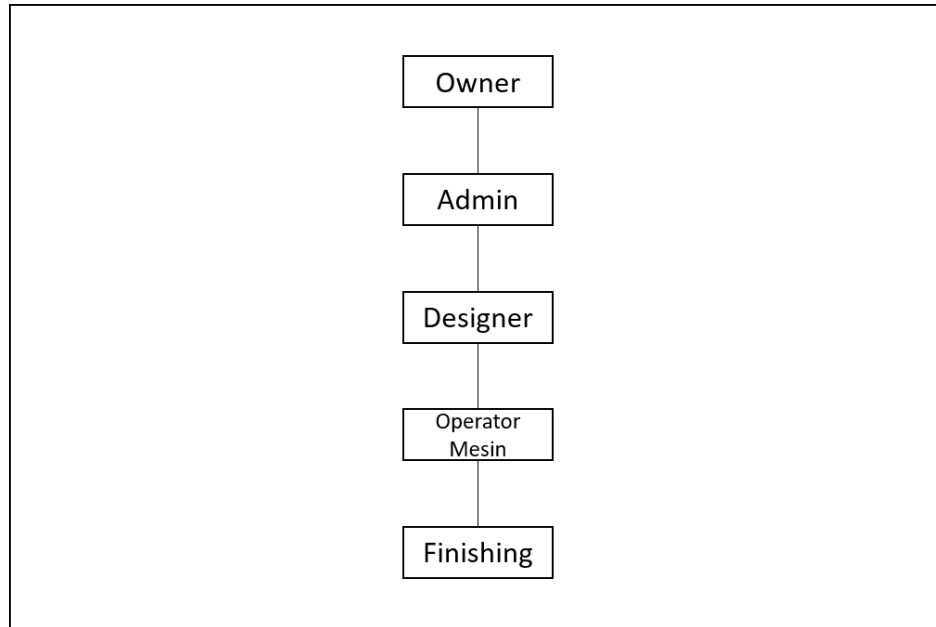 Owner
Admin
Designer
Operator
Mesin
Finishing